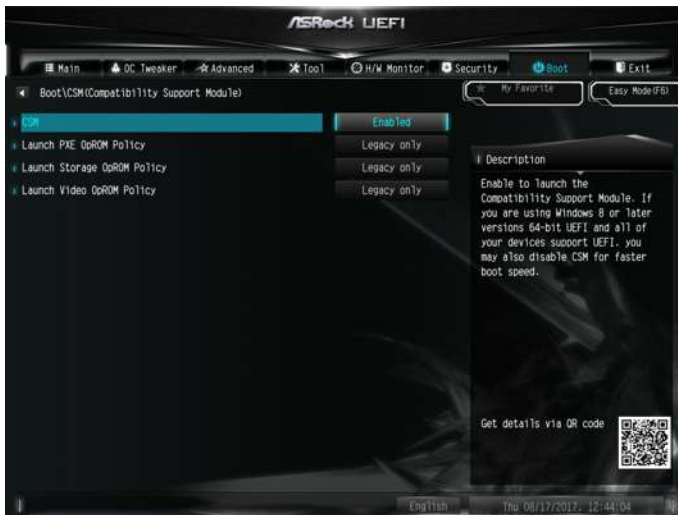 ASRock UEFI
Main
OC Tweaker
Advanced
Tool
H/W Monitor
Security
Boot
Exit
Boot\CSM(Compatibility Support Module)
My Favorite
Easy Mode(F6)
CSM
Enabled
Launch PXE OpROM Policy
Legacy only
Launch Storage OpROM Policy
Legacy only
Launch Video OpROM Policy
Legacy only
Description
Enable to launch the
Compatibility Support Module. If
you are using Windows 8 or later
versions 64-bit UEFI and all of
your devices support UEFI, you
may also disable CSM for faster
boot speed.
Get details via QR code
English
Thu 08/17/2017, 12:44:04